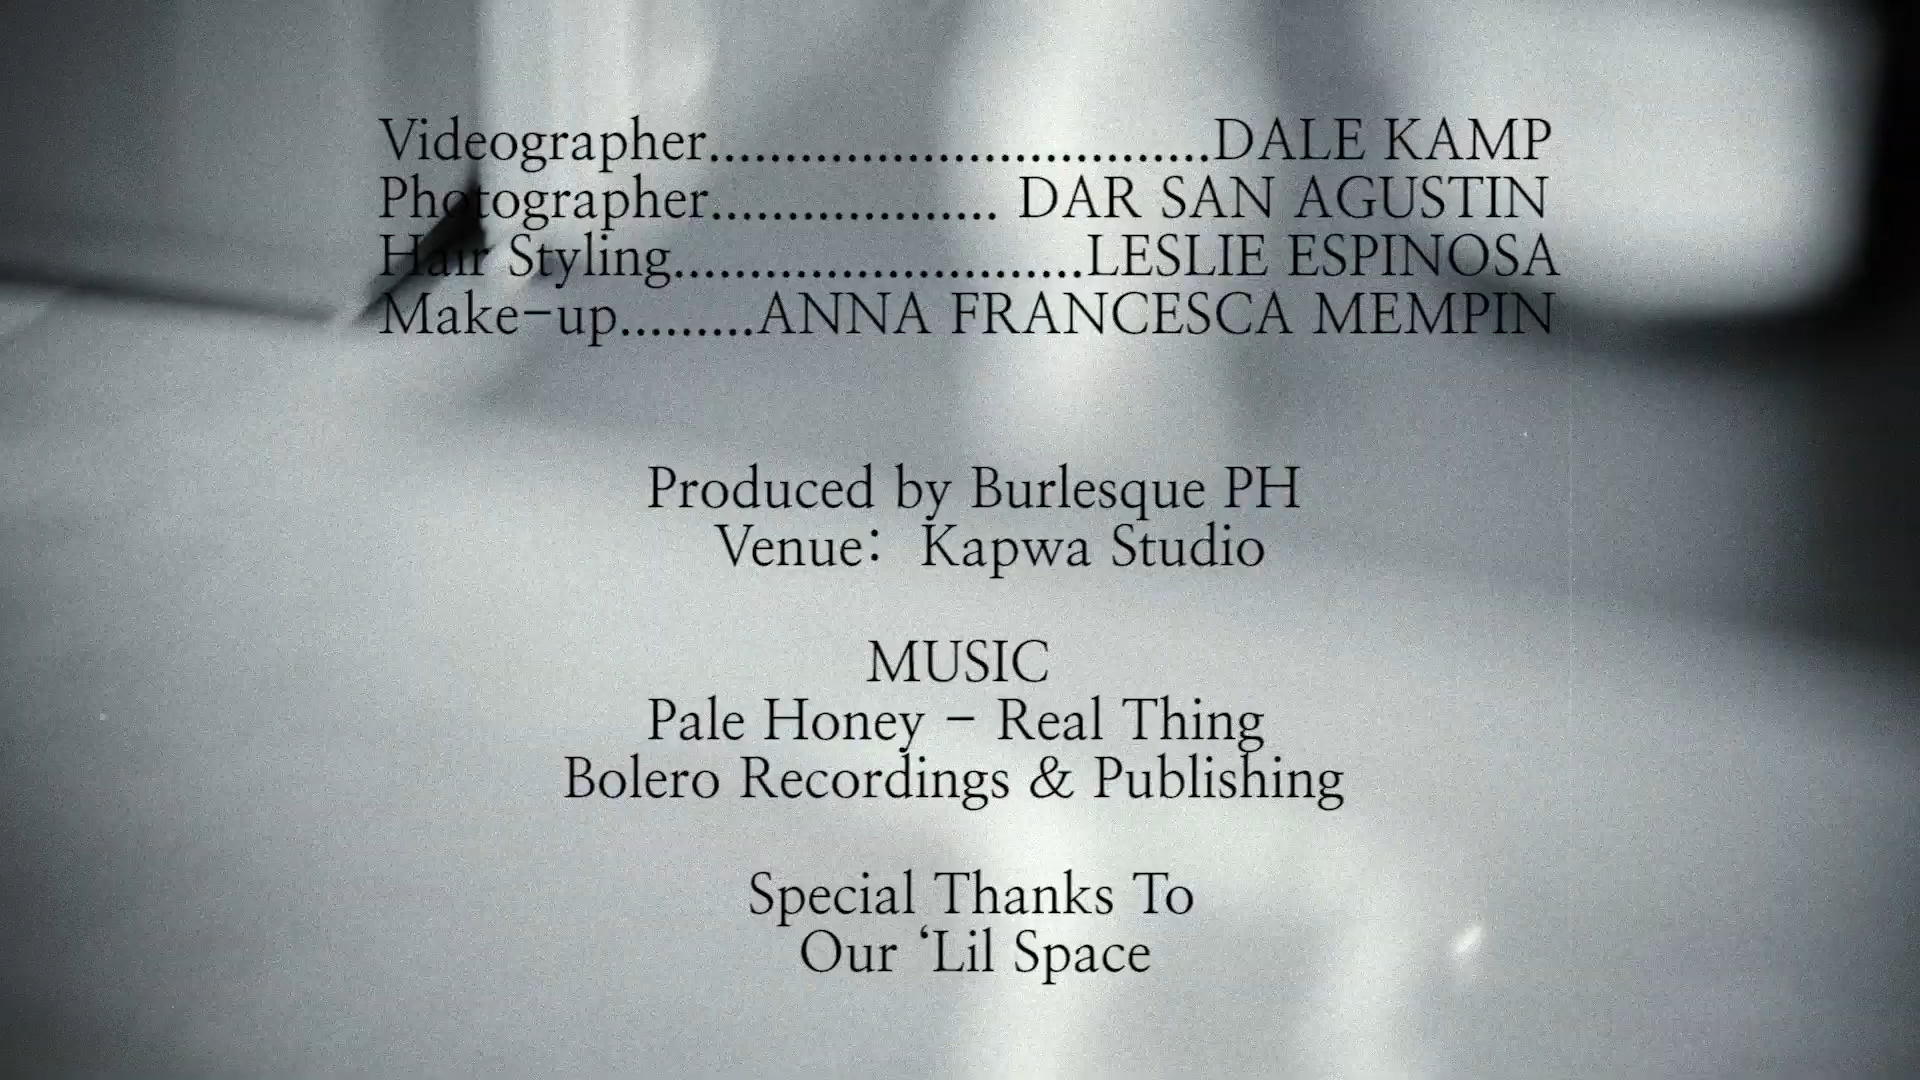 Videographer.................................DALE KAMP
Photographer................... DAR SAN AGUSTIN
Hair Styling...........................LESLIE ESPINOSA
Make-up.........ANNA FRANCESCA MEMPIN
Produced by Burlesque PH
Venue: Kapwa Studio
MUSIC
Pale Honey - Real Thing
Bolero Recordings & Publishing
Special Thanks To
Our ‘Lil Space